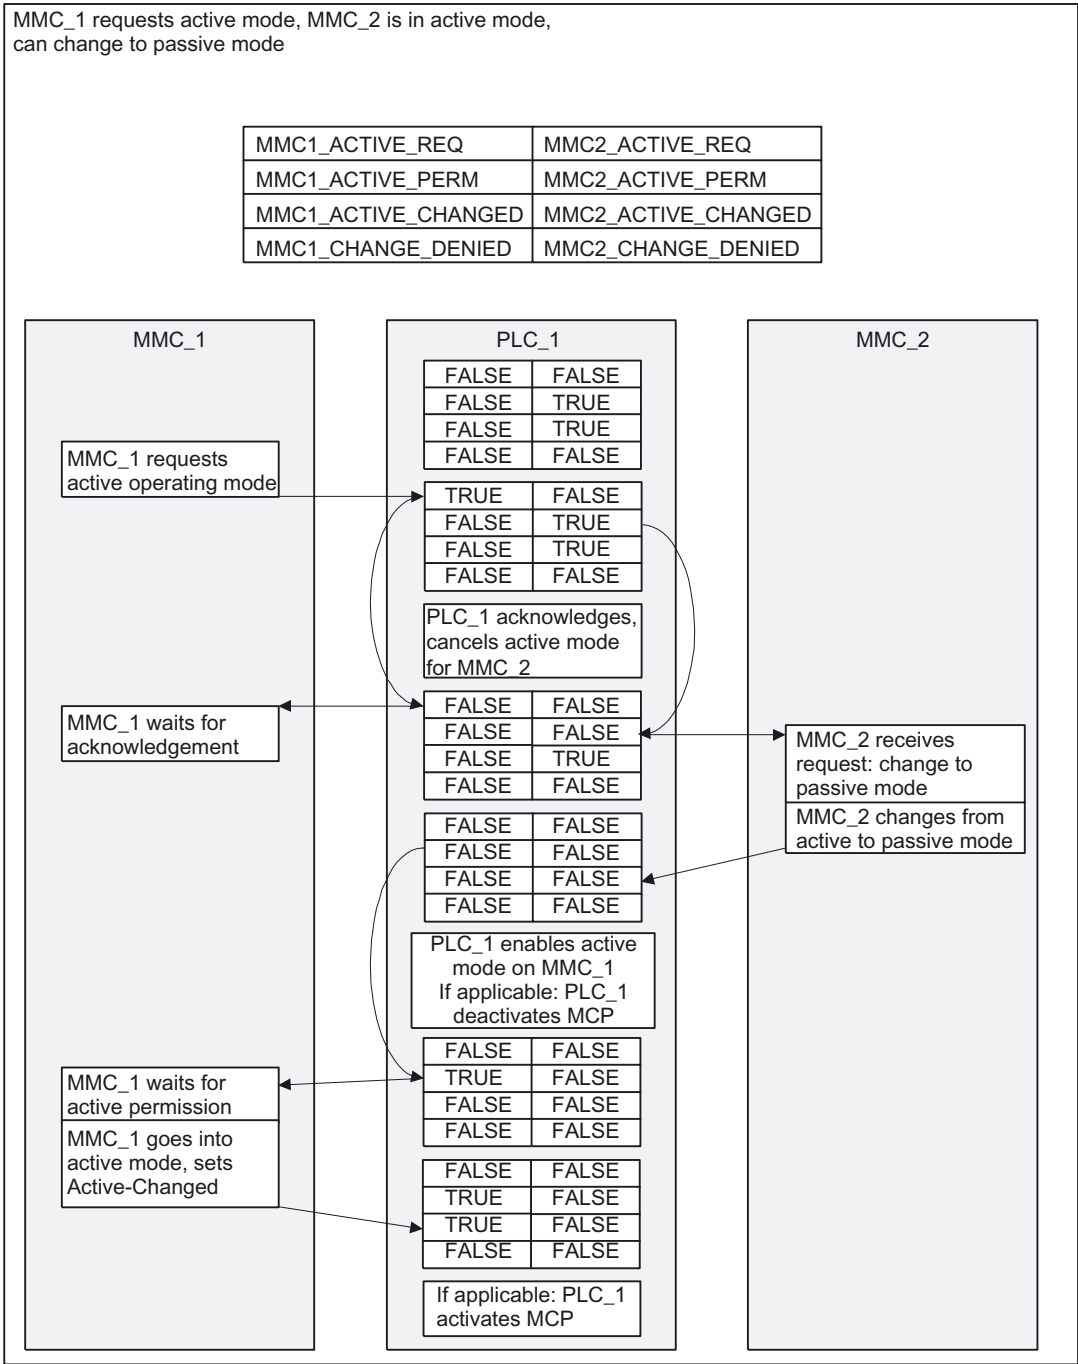 MMC_1 requests active mode, MMC_2 is in active mode,
can change to passive mode
MMC1_ACTIVE_REQ MMC2_ACTIVE_REQ
MMC1_ACTIVE_PERM MMC2_ACTIVE_PERM
MMC1_ACTIVE_CHANGED MMC2_ACTIVE_CHANGED
MMC1_CHANGE_DENIED MMC2_CHANGE_DENIED
MMC_1 PLC_1 MMC_2
FALSE FALSE
FALSE TRUE
FALSE TRUE
FALSE FALSE
MMC_1 requests
active operating mode
TRUE FALSE
FALSE TRUE
FALSE TRUE
FALSE FALSE
PLC_1 acknowledges,
cancels active mode
for MMC_2
FALSE FALSE
FALSE FALSE
FALSE TRUE
FALSE FALSE
MMC_1 waits for
acknowledgement
MMC_2 receives
request: change to
passive mode
MMC_2 changes from
active to passive mode
FALSE FALSE
FALSE FALSE
FALSE FALSE
FALSE FALSE
PLC_1 enables active
mode on MMC_1
If applicable: PLC_1
deactivates MCP
FALSE FALSE
TRUE FALSE
FALSE FALSE
FALSE FALSE
MMC_1 waits for
active permission
MMC_1 goes into
active mode, sets
Active-Changed
FALSE FALSE
TRUE FALSE
TRUE FALSE
FALSE FALSE
If applicable: PLC_1
activates MCP